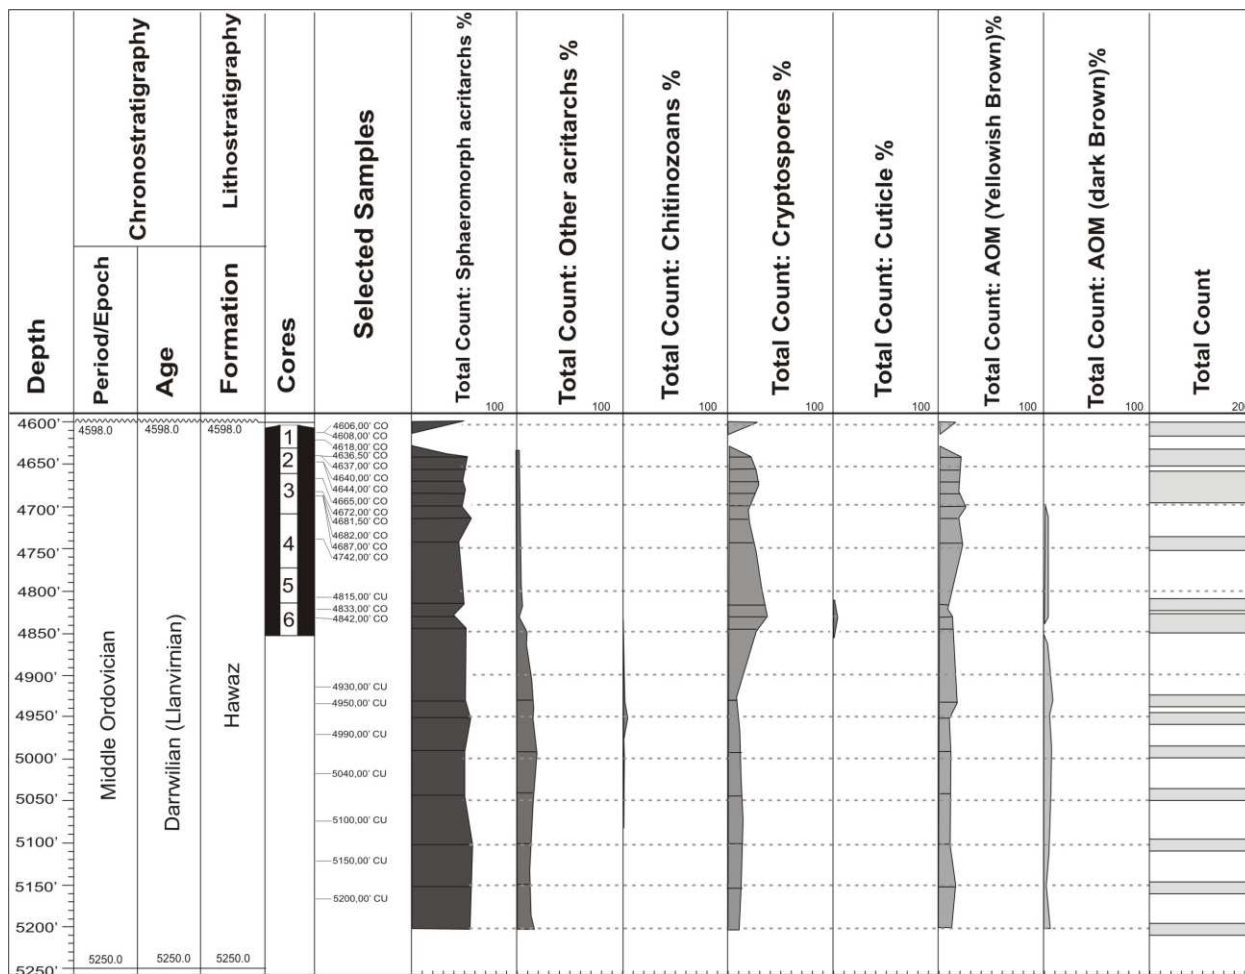 Chronostratigraphy
Lithostratigraphy
Depth
Period/Epoch
Age
Formation
Cores
Selected Samples
Total Count: Sphaeromorph acritarchs %
Total Count: Other acritarchs %
Total Count: Chitinozoans %
Total Count: Cryptospores %
Total Count: Cuticle %
Total Count: AOM (Yellowish Brown)%
Total Count: AOM (dark Brown)%
Total Count
100
100
100
100
100
100
100
200
4600'
4650'
4700'
4750'
4800'
4850'
4900'
4950'
5000'
5050'
5100'
5150'
5200'
5250'
4598.0
4598.0
4598.0
Middle Ordovician
Darrwilian (Llanvirnian)
Hawaz
5250.0
5250.0
5250.0
1
2
3
4
5
6
4606,00' CO
4608,00' CO
4618,00' CO
4636,50' CO
4637,00' CO
4640,00' CO
4644,00' CO
4665,00' CO
4672,00' CO
4681,50' CO
4682,00' CO
4687,00' CO
4742,00' CO
4815,00' CU
4833,00' CO
4842,00' CO
4930,00' CU
4950,00' CU
4990,00' CU
5040,00' CU
5100,00' CU
5150,00' CU
5200,00' CU